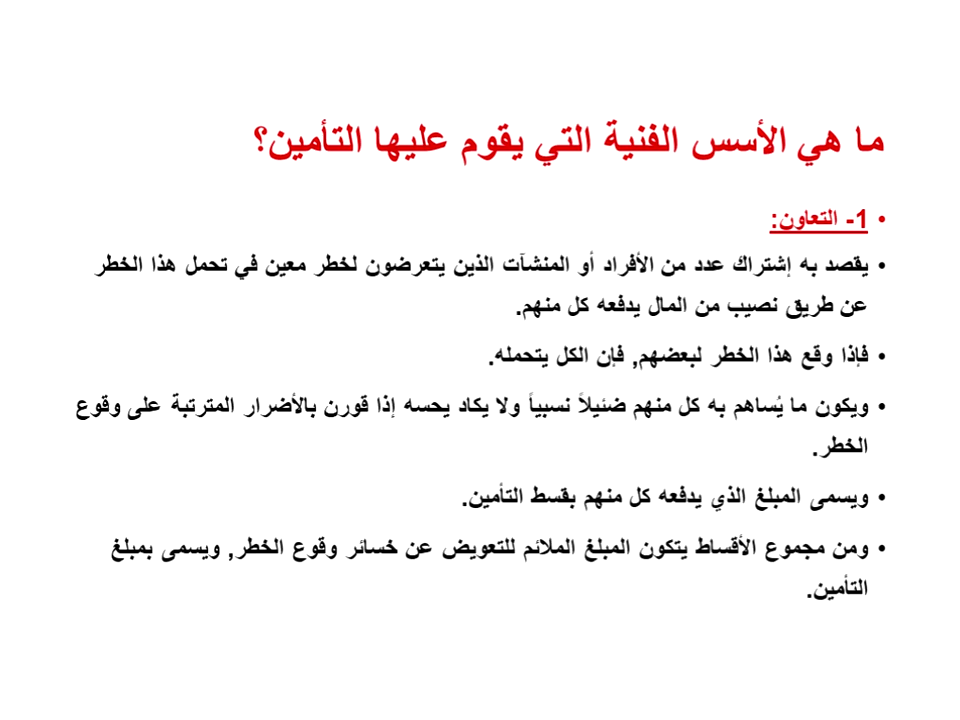 ما هي الأسس الفنية التي يقوم عليها التأمين؟
• 1- التعاون:
• يقصد به إشتراك عدد من الأفراد أو المنشآت الذين يتعرضون لخطر معين في تحمل هذا الخطر
عن طريق نصيب من المال يدفعه كل منهم.
• فإذا وقع هذا الخطر لبعضهم, فإن الكل يتحمله.
• ويكون ما يُساهم به كل منهم ضئيلاً نسبياً ولا يكاد يحسه إذا قورن بالأضرار المترتبة على وقوع
الخطر.
• ويسمى المبلغ الذي يدفعه كل منهم بقسط التأمين.
• ومن مجموع الأقساط يتكون المبلغ الملائم للتعويض عن خسائر وقوع الخطر, ويسمى بمبلغ
التأمين.